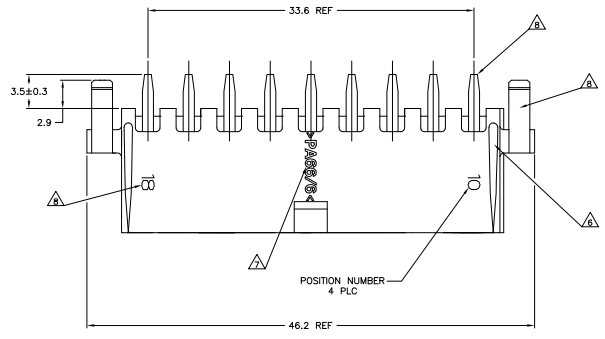 33.6 REF
8
3.5±0.3
8
2.9
>PA66/6<
18
10
8
6
7
POSITION NUMBER
4 PLC
46.2 REF